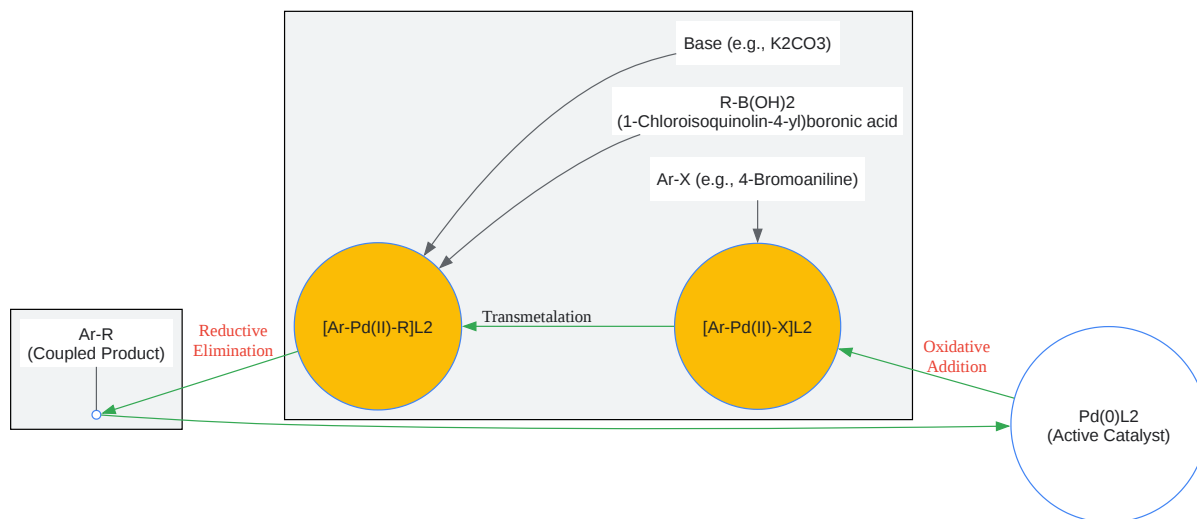 Base (e.g., K2CO3)
R-B(OH)2
(1-Chloroisoquinolin-4-yl)boronic acid
Ar-X (e.g., 4-Bromoaniline)
[Ar-Pd(II)-R]L2
Transmetalation
[Ar-Pd(II)-X]L2
Ar-R
(Coupled Product)
Reductive
Elimination
Oxidative
Addition
Pd(0)L2
(Active Catalyst)